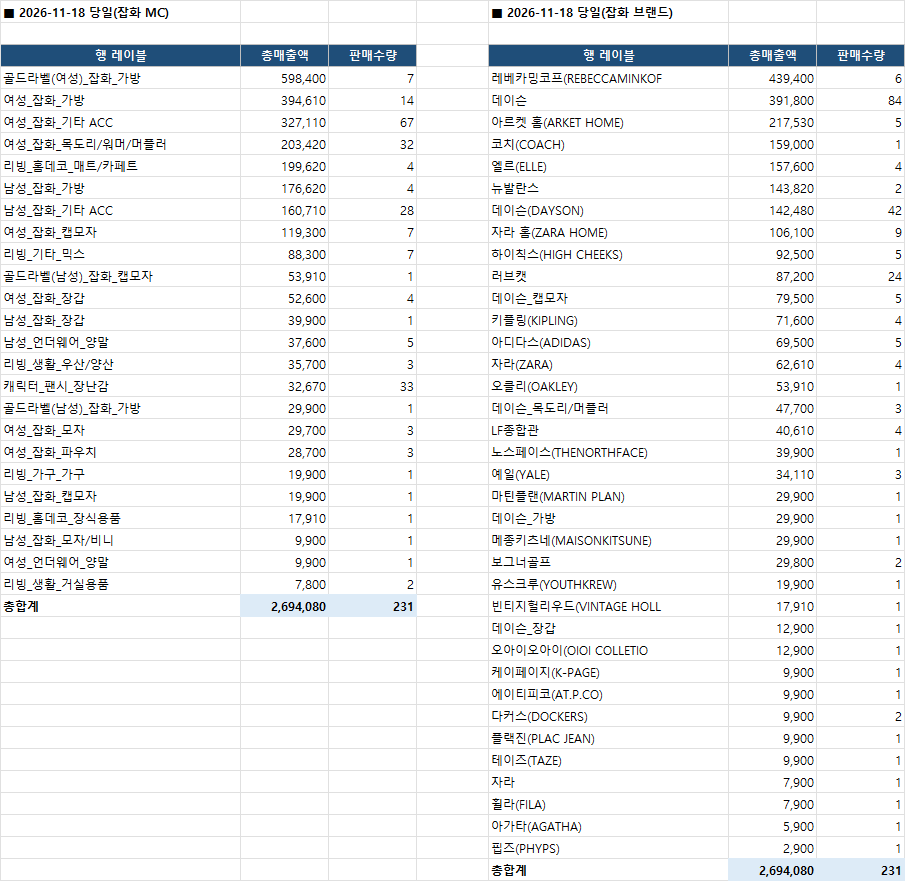 ■ 2026-11-18 당일(잡화 MC)
행 레이블 총매출액 판매수량
골드라벨(여성)_잡화_가방 598,400 7
여성_잡화_가방 394,610 14
여성_잡화_기타 ACC 327,110 67
여성_잡화_목도리/워머/머플러 203,420 32
리빙_홈데코_매트/카페트 199,620 4
남성_잡화_가방 176,620 4
남성_잡화_기타 ACC 160,710 28
여성_잡화_캡모자 119,300 7
리빙_기타_믹스 88,300 7
골드라벨(남성)_잡화_캡모자 53,910 1
여성_잡화_장갑 52,600 4
남성_잡화_장갑 39,900 1
남성_언더웨어_양말 37,600 5
리빙_생활_우산/양산 35,700 3
캐릭터_팬시_장난감 32,670 33
골드라벨(남성)_잡화_가방 29,900 1
여성_잡화_모자 29,700 3
여성_잡화_파우치 28,700 3
리빙_가구_가구 19,900 1
남성_잡화_캡모자 19,900 1
리빙_홈데코_장식용품 17,910 1
남성_잡화_모자/비니 9,900 1
여성_언더웨어_양말 9,900 1
리빙_생활_거실용품 7,800 2
총합계 2,694,080 231
■ 2026-11-18 당일(잡화 브랜드)
행 레이블 총매출액 판매수량
레베카밍코프(REBECCAMINKOF 439,400 6
데이슨 391,800 84
아르켓 홈(ARKET HOME) 217,530 5
코치(COACH) 159,000 1
엘르(ELLE) 157,600 4
뉴발란스 143,820 2
데이슨(DAYSON) 142,480 42
자라 홈(ZARA HOME) 106,100 9
하이칙스(HIGH CHEEKS) 92,500 5
러브캣 87,200 24
데이슨_캡모자 79,500 5
키플링(KIPLING) 71,600 4
아디다스(ADIDAS) 69,500 5
자라(ZARA) 62,610 4
오클리(OAKLEY) 53,910 1
데이슨_목도리/머플러 47,700 3
LF종합관 40,610 4
노스페이스(THENORTHFACE) 39,900 1
예일(YALE) 34,110 3
마틴플랜(MARTIN PLAN) 29,900 1
데이슨_가방 29,900 1
메종키츠네(MAISONKITSUNE) 29,900 1
보그너골프 29,800 2
유스크루(YOUTHKREW) 19,900 1
빈티지헐리우드(VINTAGE HOLL 17,910 1
데이슨_장갑 12,900 1
오아이오아이(OIOI COLLETIO 12,900 1
케이페이지(K-PAGE) 9,900 1
에이티피코(AT.P.CO) 9,900 1
다커스(DOCKERS) 9,900 2
플랙진(PLAC JEAN) 9,900 1
테이즈(TAZE) 9,900 1
자라 7,900 1
휠라(FILA) 7,900 1
아가타(AGATHA) 5,900 1
핍즈(PHYPS) 2,900 1
총합계 2,694,080 231